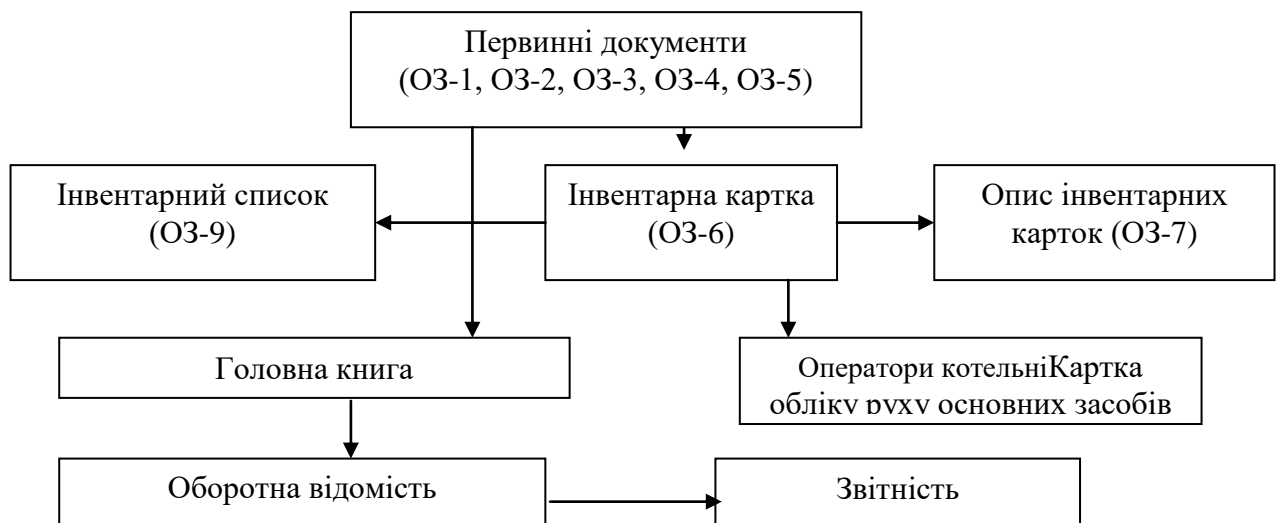 Первинні документи
(ОЗ-1, ОЗ-2, ОЗ-3, ОЗ-4, ОЗ-5)
Інвентарний список
(ОЗ-9)
Інвентарна картка
(ОЗ-6)
Опис інвентарних
карток (ОЗ-7)
Головна книга
Оператори котельніКартка
обліку руху основних засобів
Оборотна відомість
Звітність